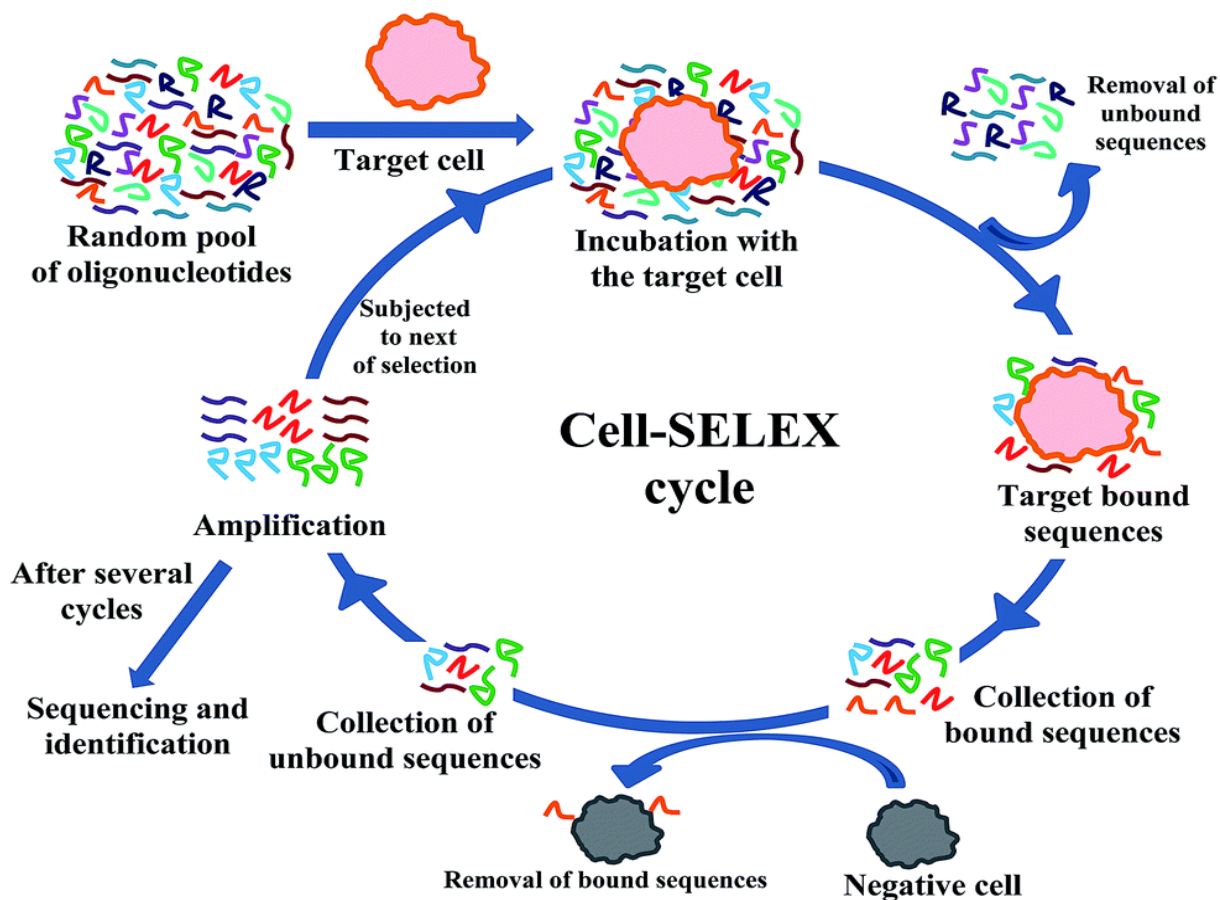 Target cell
Random pool
of oligonucleotides
Incubation with
the target cell
Removal of
unbound
sequences
Subjected
to next
of selection
Cell-SELEX
cycle
Target bound
sequences
Amplification
After several
cycles
Sequencing and
identification
Collection of
unbound sequences
Collection of
bound sequences
Removal of bound sequences
Negative cell